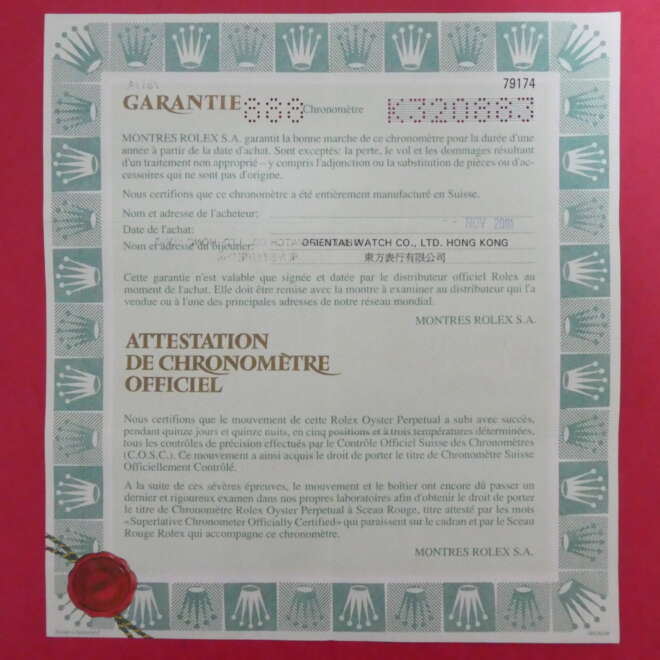 79174
GARANTIE 888 Chronomètre K320883
MONTRES ROLEX S.A. garantit la bonne marche de ce chronomètre pour la durée d'une
année à partir de la date d'achat. Sont exceptés: la perte, le vol et les dommages résultant
d'un traitement non approprié – y compris l'adjonction ou la substitution de pièces ou d'ac-
cessoires qui ne sont pas d'origine.
Nous certifions que ce chronomètre a été entièrement manufacturé en Suisse.
Nom et adresse de l'acheteur:
Date de l'achat: -- NOV 2001
Nom et adresse du bijoutier: ORIENTAL WATCH CO., LTD. HONG KONG
東方表行有限公司
Cette garantie n'est valable que signée et datée par le distributeur officiel Rolex au
moment de l'achat. Elle doit être remise avec la montre à examiner au distributeur qui l'a
vendue ou à l'une des principales adresses de notre réseau mondial.
MONTRES ROLEX S.A.
ATTESTATION
DE CHRONOMÈTRE
OFFICIEL
Nous certifions que le mouvement de cette Rolex Oyster Perpetual a subi avec succès,
pendant quinze jours et quinze nuits, en cinq positions et à trois températures déterminées,
tous les contrôles de précision effectués par le Contrôle Officiel Suisse des Chronomètres
(C.O.S.C.). Ce mouvement a ainsi acquis le droit de porter le titre de Chronomètre Suisse
Officiellement Contrôlé.
A la suite de ces sévères épreuves, le mouvement et le boîtier ont encore dû passer un
dernier et rigoureux examen dans nos propres laboratoires afin d'obtenir le droit de porter
le titre de Chronomètre Rolex Oyster Perpetual à Sceau Rouge, titre attesté par les mots
«Superlative Chronometer Officially Certified» qui paraissent sur le cadran et par le Sceau
Rouge Rolex qui accompagne ce chronomètre.
MONTRES ROLEX S.A.